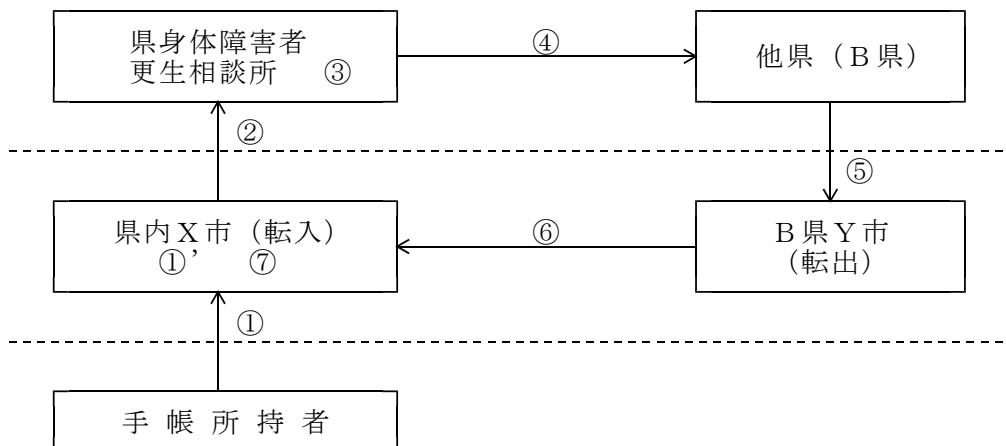 県身体障害者
更生相談所 ③
④
他県（Ｂ県）
②
⑤
県内Ｘ市（転入）
①’ ⑦
⑥
Ｂ県Ｙ市
（転出）
①
手 帳 所 持 者